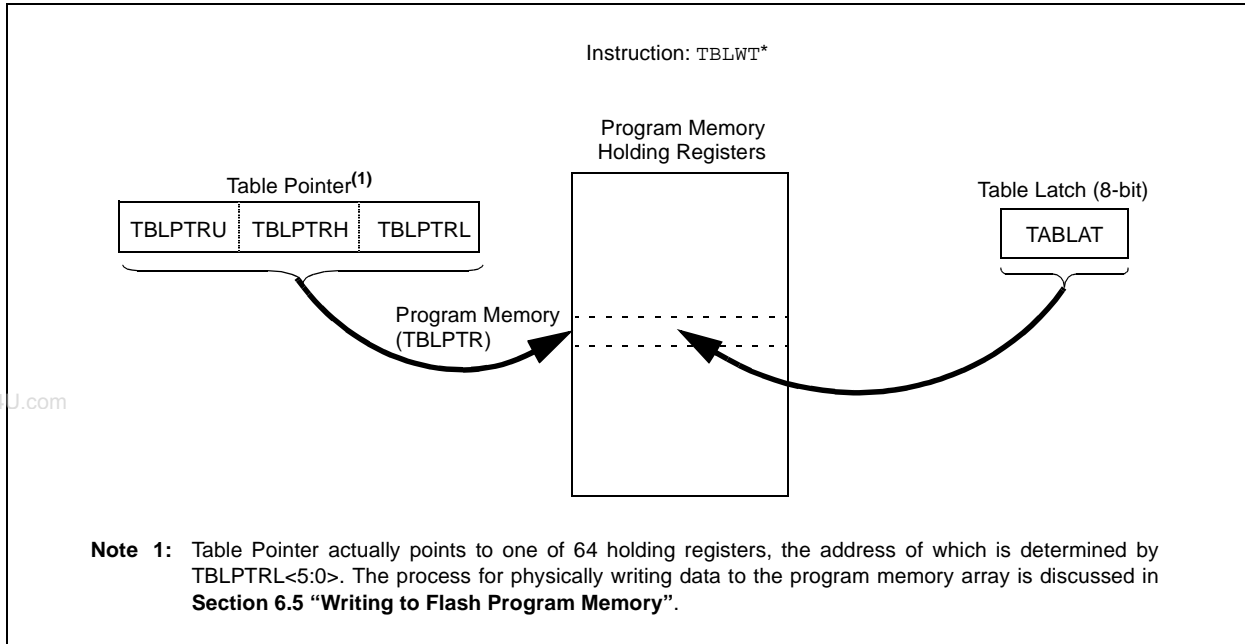 Instruction: TBLWT*
Program Memory
Holding Registers
Table Pointer(1)
Table Latch (8-bit)
TBLPTRU TBLPTRH TBLPTRL
TABLAT
Program Memory
(TBLPTR)
4U.com
Note 1: Table Pointer actually points to one of 64 holding registers, the address of which is determined by
TBLPTRL<5:0>. The process for physically writing data to the program memory array is discussed in
Section 6.5 “Writing to Flash Program Memory”.